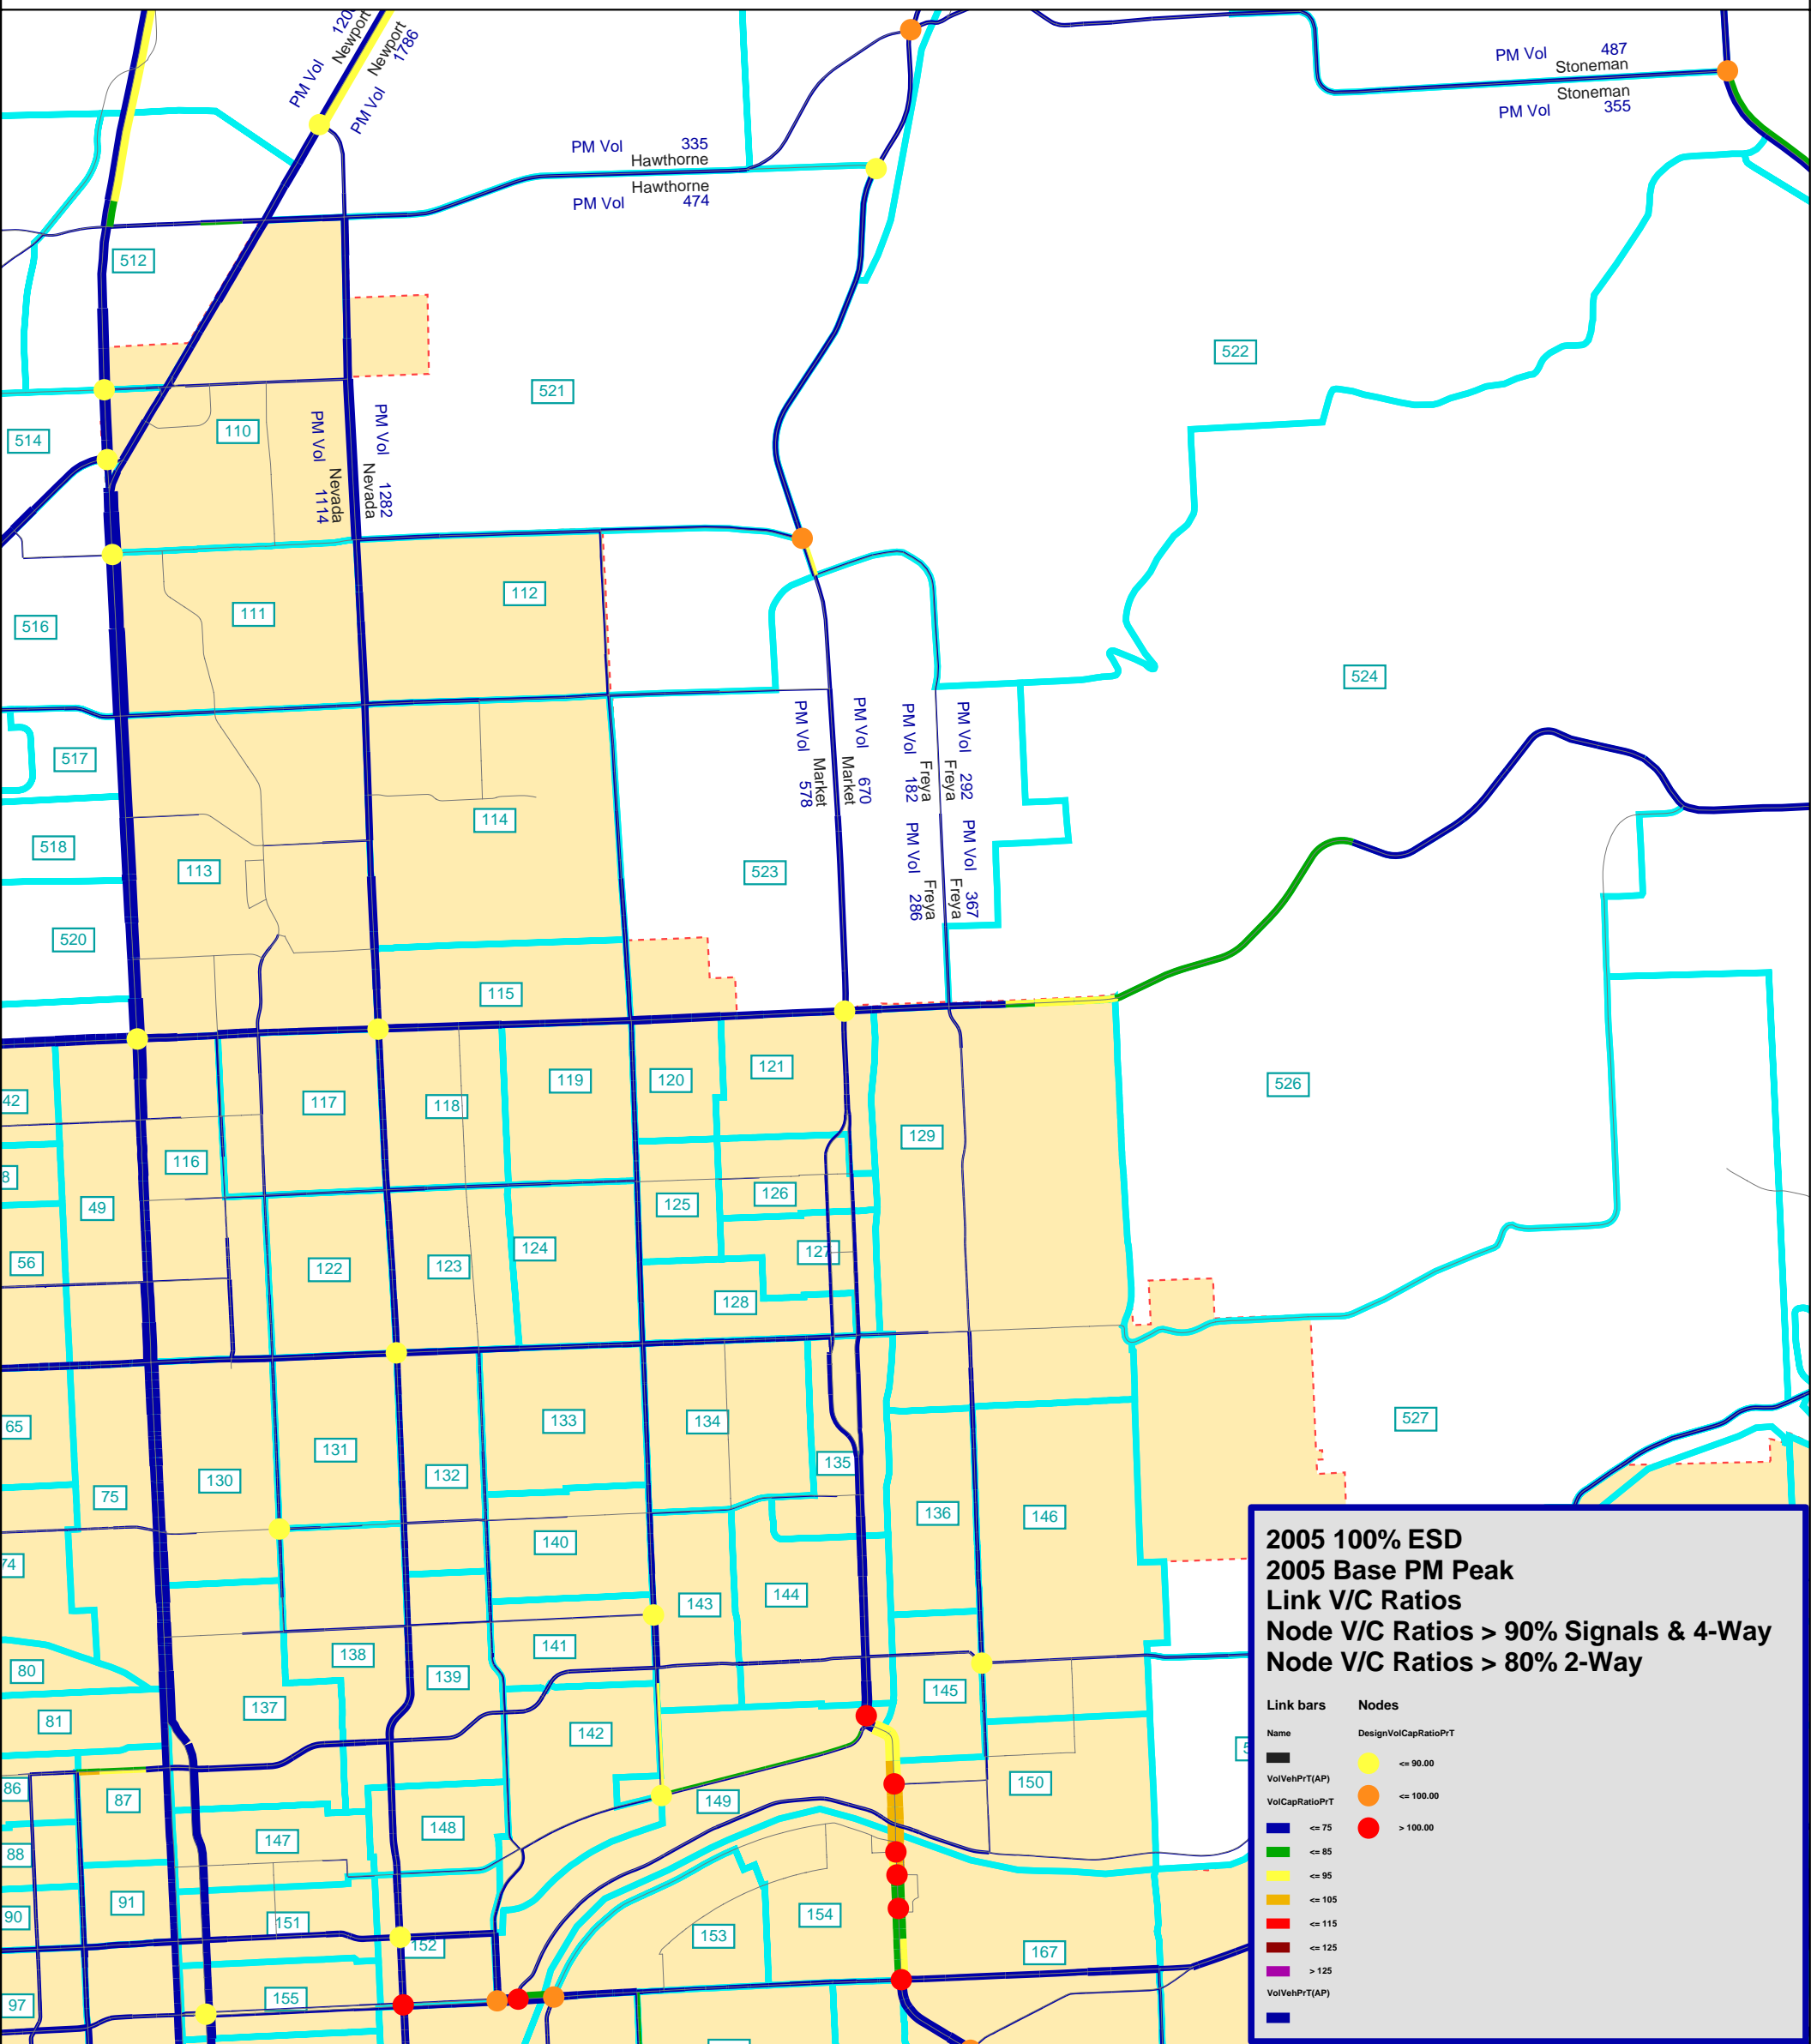 PM Vol 120
Newport
Newport
PM Vol 1786
PM Vol 335
Hawthorne
Hawthorne
PM Vol 474
PM Vol 487
Stoneman
Stoneman
PM Vol 355
512
522
521
514
110
PM Vol 1114
Nevada
Nevada
PM Vol 1282
112
111
516
524
PM Vol 578
Market
Market
PM Vol 670
PM Vol 182
Freya
Freya
PM Vol 292
517
114
518
113
523
PM Vol 286
Freya
Freya
PM Vol 367
520
115
121
119
120
526
42
117
118
129
116
8
126
49
125
124
127
56
122
123
128
65
133
134
527
131
135
132
130
75
136
146
140
74
144
143
141
138
80
139
145
137
81
142
5
86
150
87
149
148
147
88
91
90
154
151
153
152
167
97
155
2005 100% ESD
2005 Base PM Peak
Link V/C Ratios
Node V/C Ratios > 90% Signals & 4-Way
Node V/C Ratios > 80% 2-Way
Link bars Nodes
Name DesignVolCapRatioPrT
<= 90.00
VolVehPrT(AP)
<= 100.00
VolCapRatioPrT
<= 75 > 100.00
<= 85
<= 95
<= 105
<= 115
<= 125
> 125
VolVehPrT(AP)